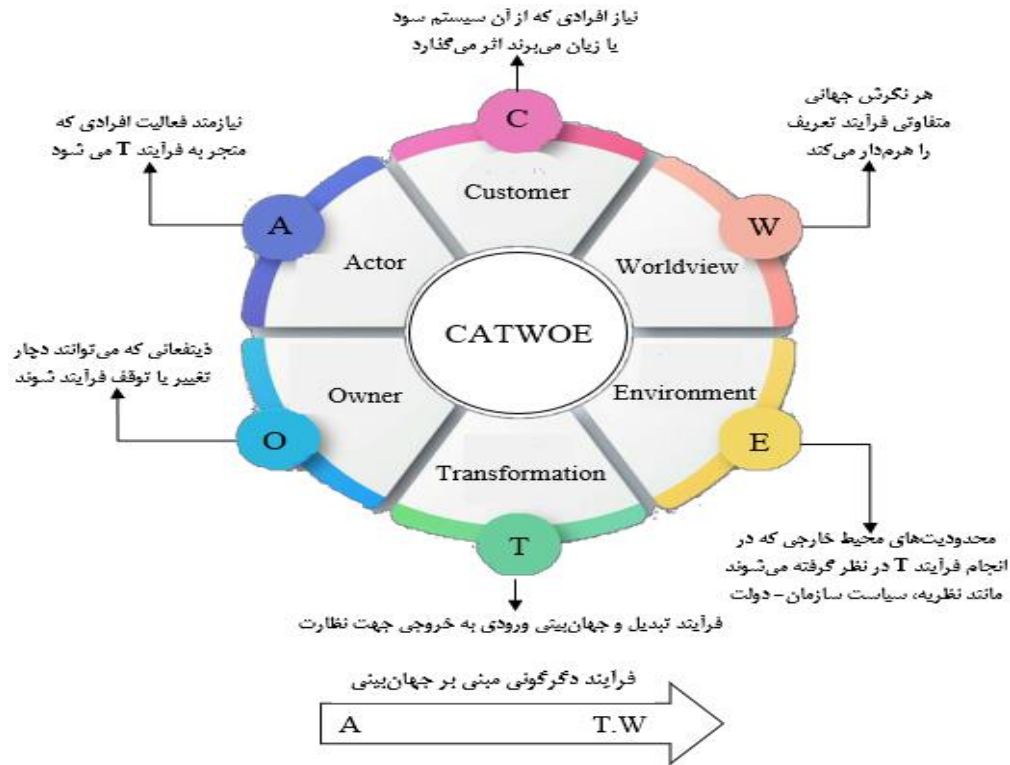 نیاز افرادی که از آن سیستم سود
یا زیان می‌برند اثر می‌گذارد
هر نگرش جهانی
متفاوتی فرآیند تعریف
را هرم‌دار می‌کند
نیازمند فعالیت افرادی که
منجر به فرآیند T می شود
C
A
W
Customer
Actor
Worldview
CATWOE
ذینفعانی که می‌توانند دچار
تغییر یا توقف فرآیند شوند
Owner
Environment
O
E
Transformation
T
محدودیت‌های محیط خارجی که در
انجام فرآیند T در نظر گرفته می‌شوند
مانند نظریه، سیاست سازمان- دولت
فرآیند تبدیل و جهان‌بینی ورودی به خروجی جهت نظارت
فرآیند دگرگونی مبنی بر جهان‌بینی
A T.W